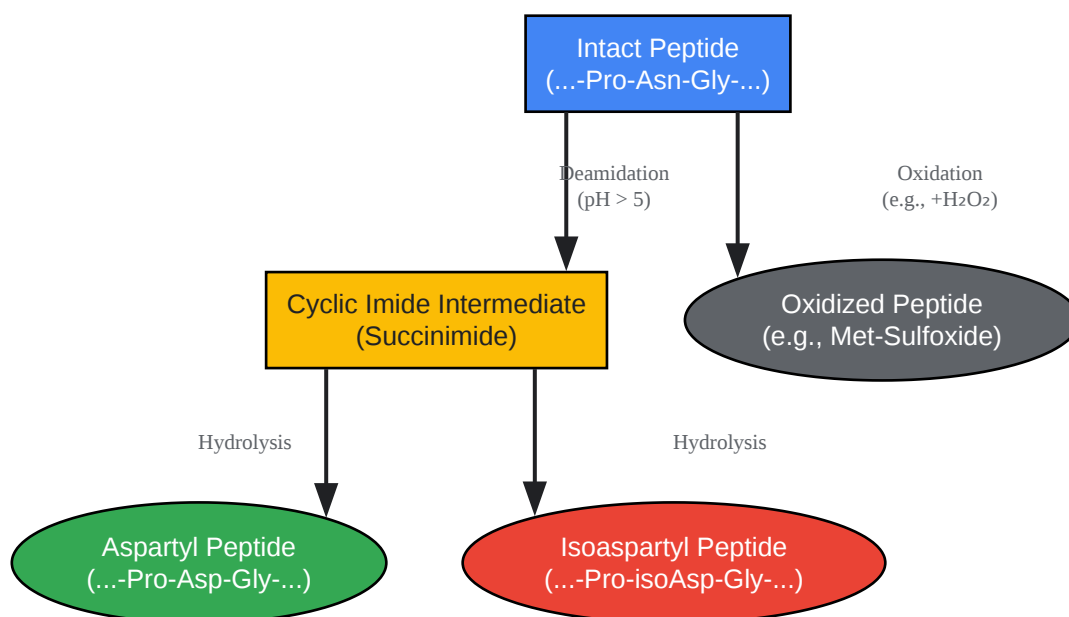 Intact Peptide
(...-Pro-Asn-Gly-...)
Deamidation
(pH > 5)
Oxidation
(e.g., +H₂O₂)
Cyclic Imide Intermediate
(Succinimide)
Oxidized Peptide
(e.g., Met-Sulfoxide)
Hydrolysis
Hydrolysis
Aspartyl Peptide
(...-Pro-Asp-Gly-...)
Isoaspartyl Peptide
(...-Pro-isoAsp-Gly-...)